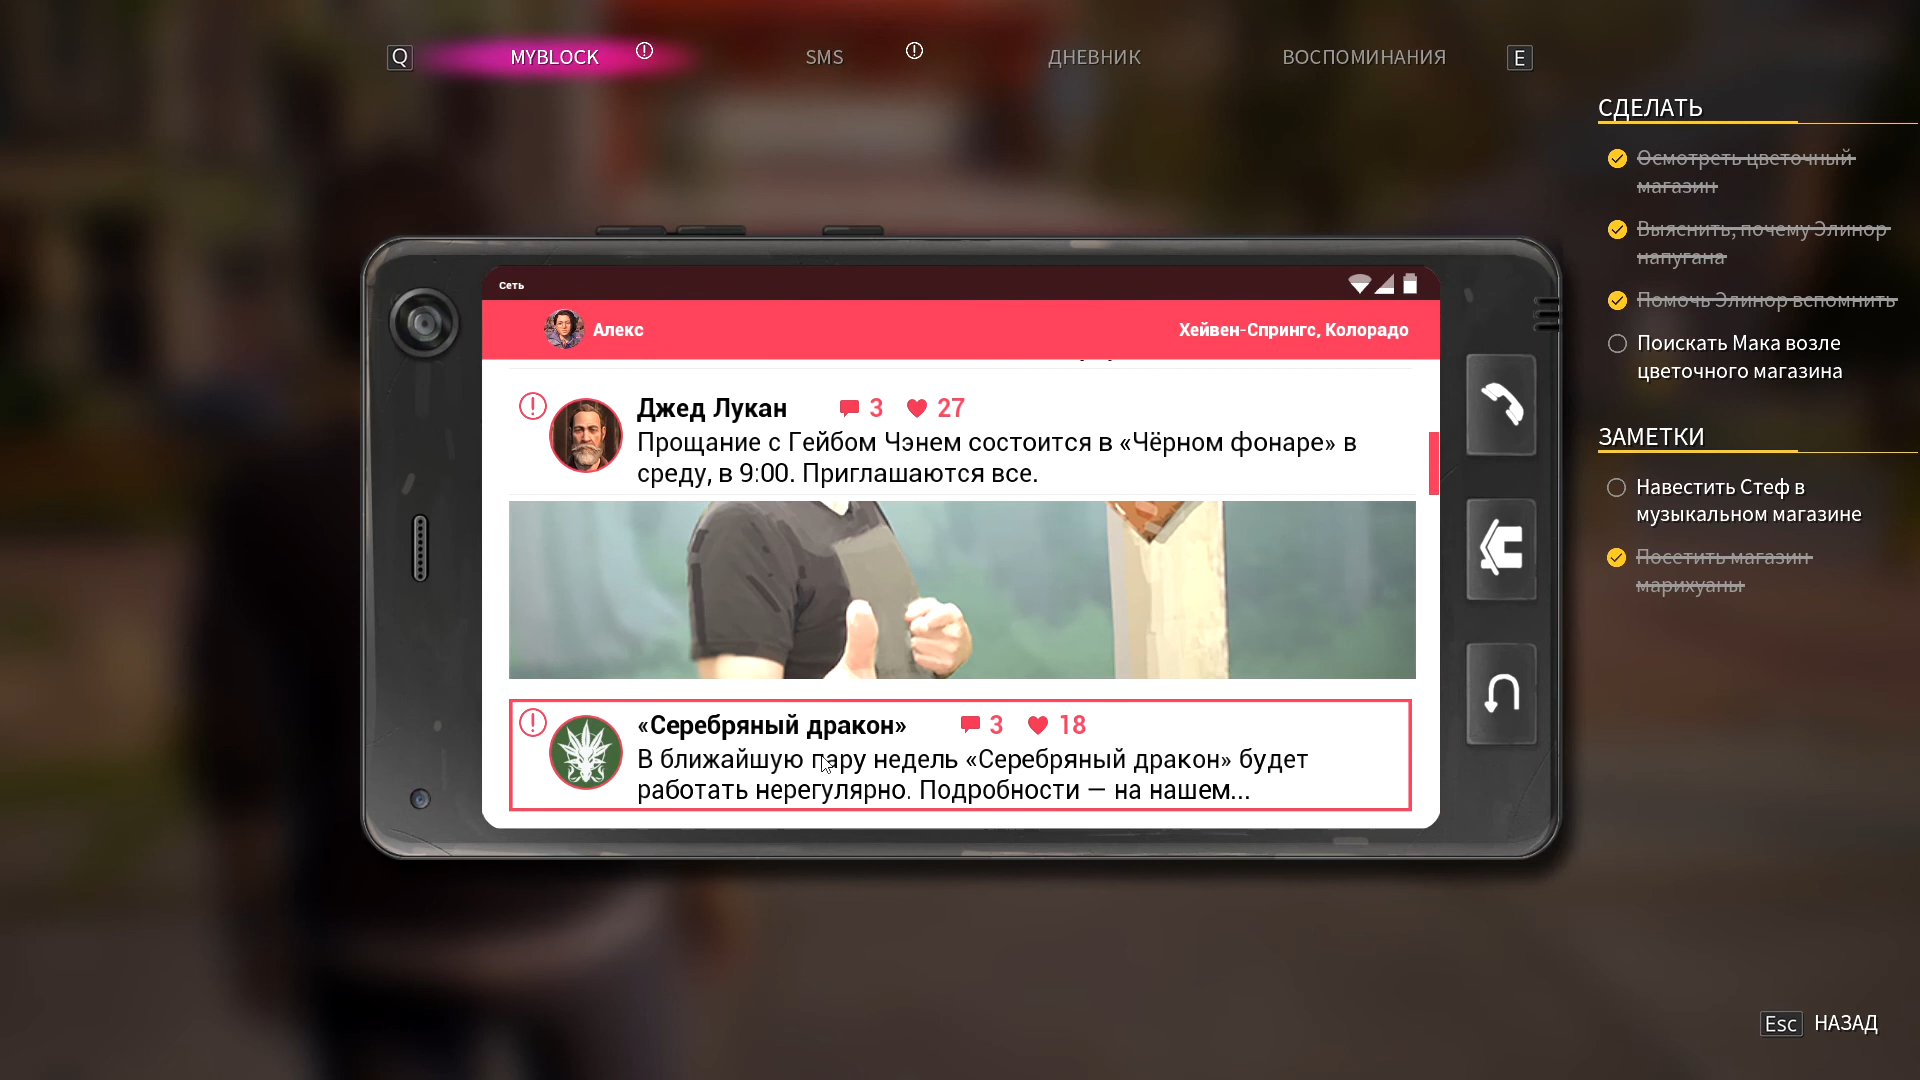 Q
MYBLOCK
SMS
ДНЕВНИК
ВОСПОМИНАНИЯ
E
СДЕЛАТЬ
Осмотреть цветочный
магазин
Выяснить, почему Элинор
напугана
Помочь Элинор вспомнить
Поискать Мака возле
цветочного магазина
ЗАМЕТКИ
Навестить Стеф в
музыкальном магазине
Посетить магазин
марихуаны
Сеть
Алекс
Хейвен-Спрингс, Колорадо
Джед Лукан 3 27
Прощание с Гейбом Чэнем состоится в «Чёрном фонаре» в
среду, в 9:00. Приглашаются все.
«Серебряный дракон» 3 18
В ближайшую пару недель «Серебряный дракон» будет
работать нерегулярно. Подробности — на нашем...
Esc НАЗАД